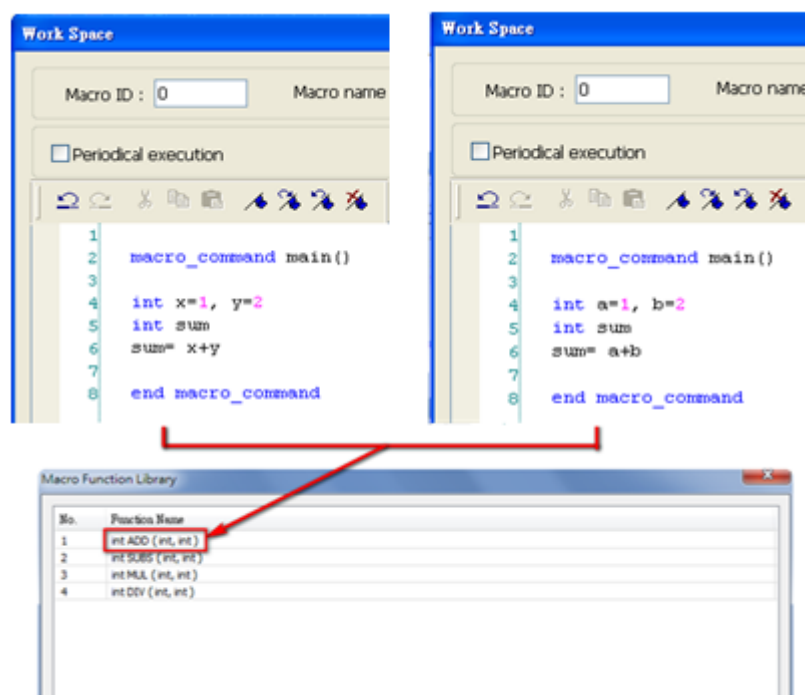 Work Space
Macro ID : 0 Macro name
Periodical execution
1
2 macro_command main()
3
4 int x=1, y=2
5 int sum
6 sum= x+y
7
8 end macro_command
Work Space
Macro ID : 0 Macro name
Periodical execution
1
2 macro_command main()
3
4 int a=1, b=2
5 int sum
6 sum= a+b
7
8 end macro_command
Macro Function Library
No. Function Name
1 int ADD ( int, int )
2 int SUBS ( int, int )
3 int MUL ( int, int )
4 int DIV ( int, int )